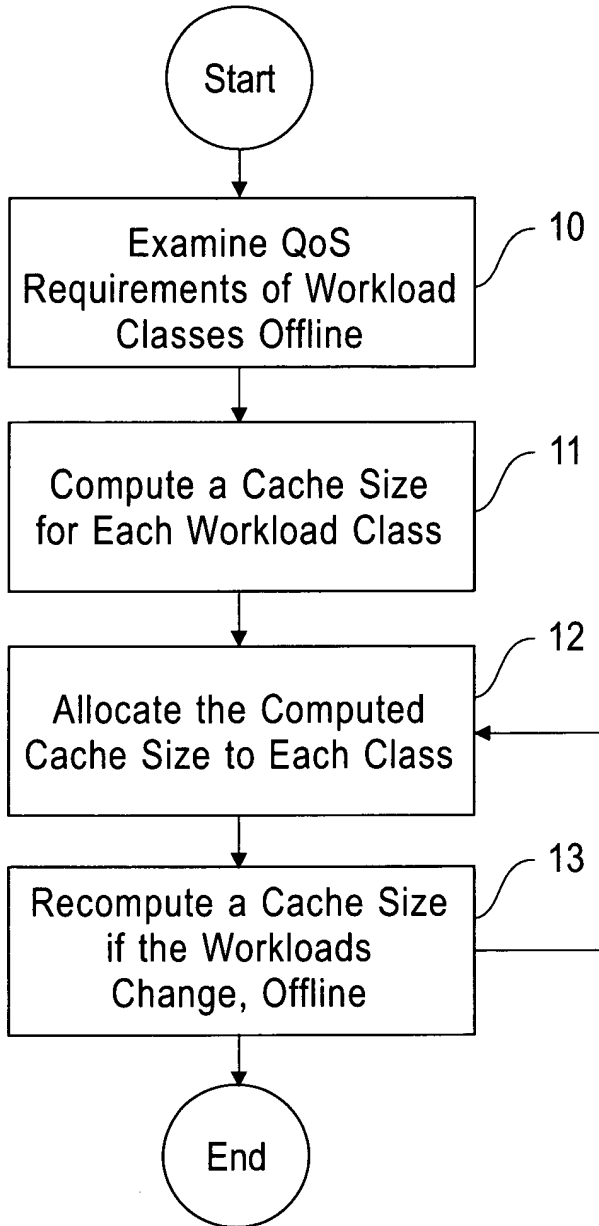 Start
Examine QoS
Requirements of Workload
Classes Offline
10
Compute a Cache Size
for Each Workload Class
11
Allocate the Computed
Cache Size to Each Class
12
Recompute a Cache Size
if the Workloads
Change, Offline
13
End